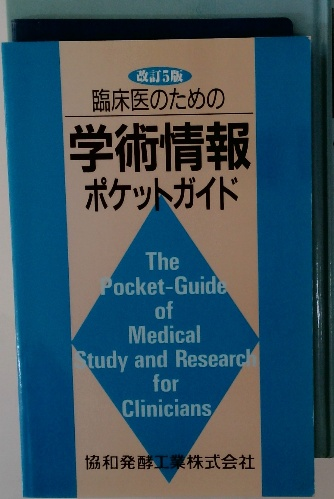 改訂5版
臨床医のための
学術情報
ポケットガイド
The
Pocket-Guide
of
Medical
Study and Research
for
Clinicians
協和発酵工業株式会社